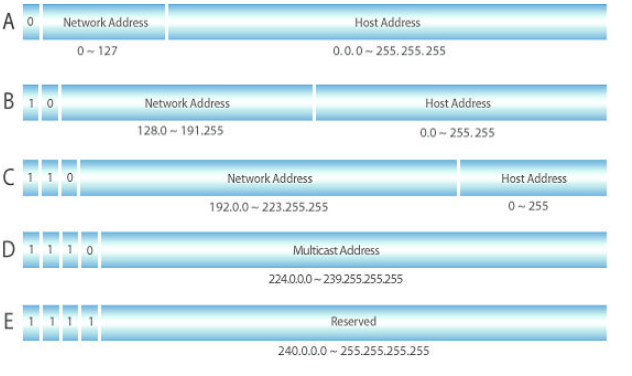 A 0 Network Address Host Address
0 ~ 127 0. 0. 0 ~ 255. 255. 255
B 1 0 Network Address Host Address
128.0 ~ 191.255 0.0 ~ 255. 255
C 1 1 0 Network Address Host Address
192.0.0 ~ 223.255.255 0 ~ 255
D 1 1 1 0 Multicast Address
224.0.0.0 ~ 239.255.255.255
E 1 1 1 1 Reserved
240.0.0.0 ~ 255.255.255.255